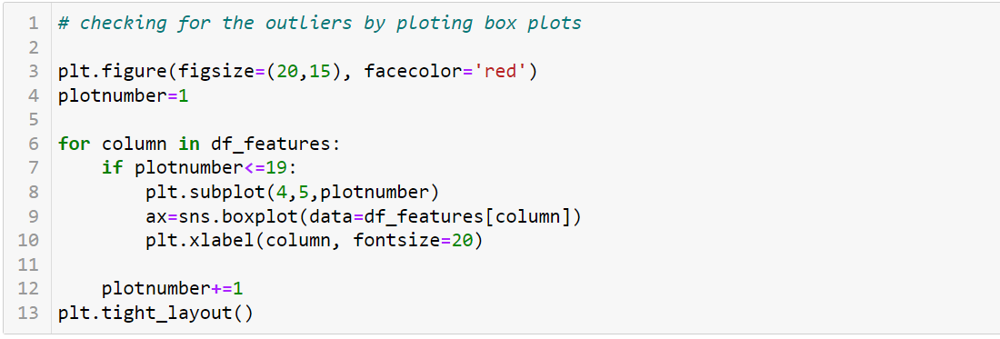 1 # checking for the outliers by ploting box plots
2
3 plt.figure(figsize=(20,15), facecolor='red')
4 plotnumber=1
5
6 for column in df_features:
7     if plotnumber<=19:
8         plt.subplot(4,5,plotnumber)
9         ax=sns.boxplot(data=df_features[column])
10         plt.xlabel(column, fontsize=20)
11
12     plotnumber+=1
13 plt.tight_layout()